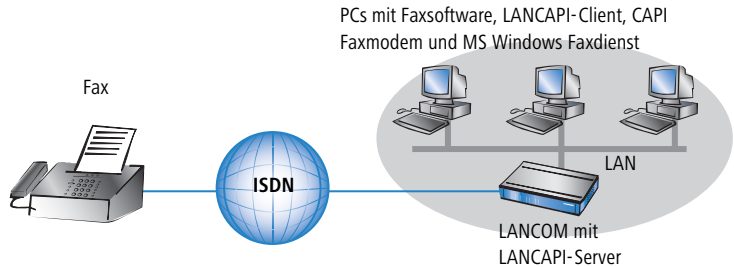 PCs mit Faxsoftware, LANCAPI-Client, CAPI
Faxmodem und MS Windows Faxdienst
Fax
ISDN
LAN
LANCOM mit
LANCAPI-Server